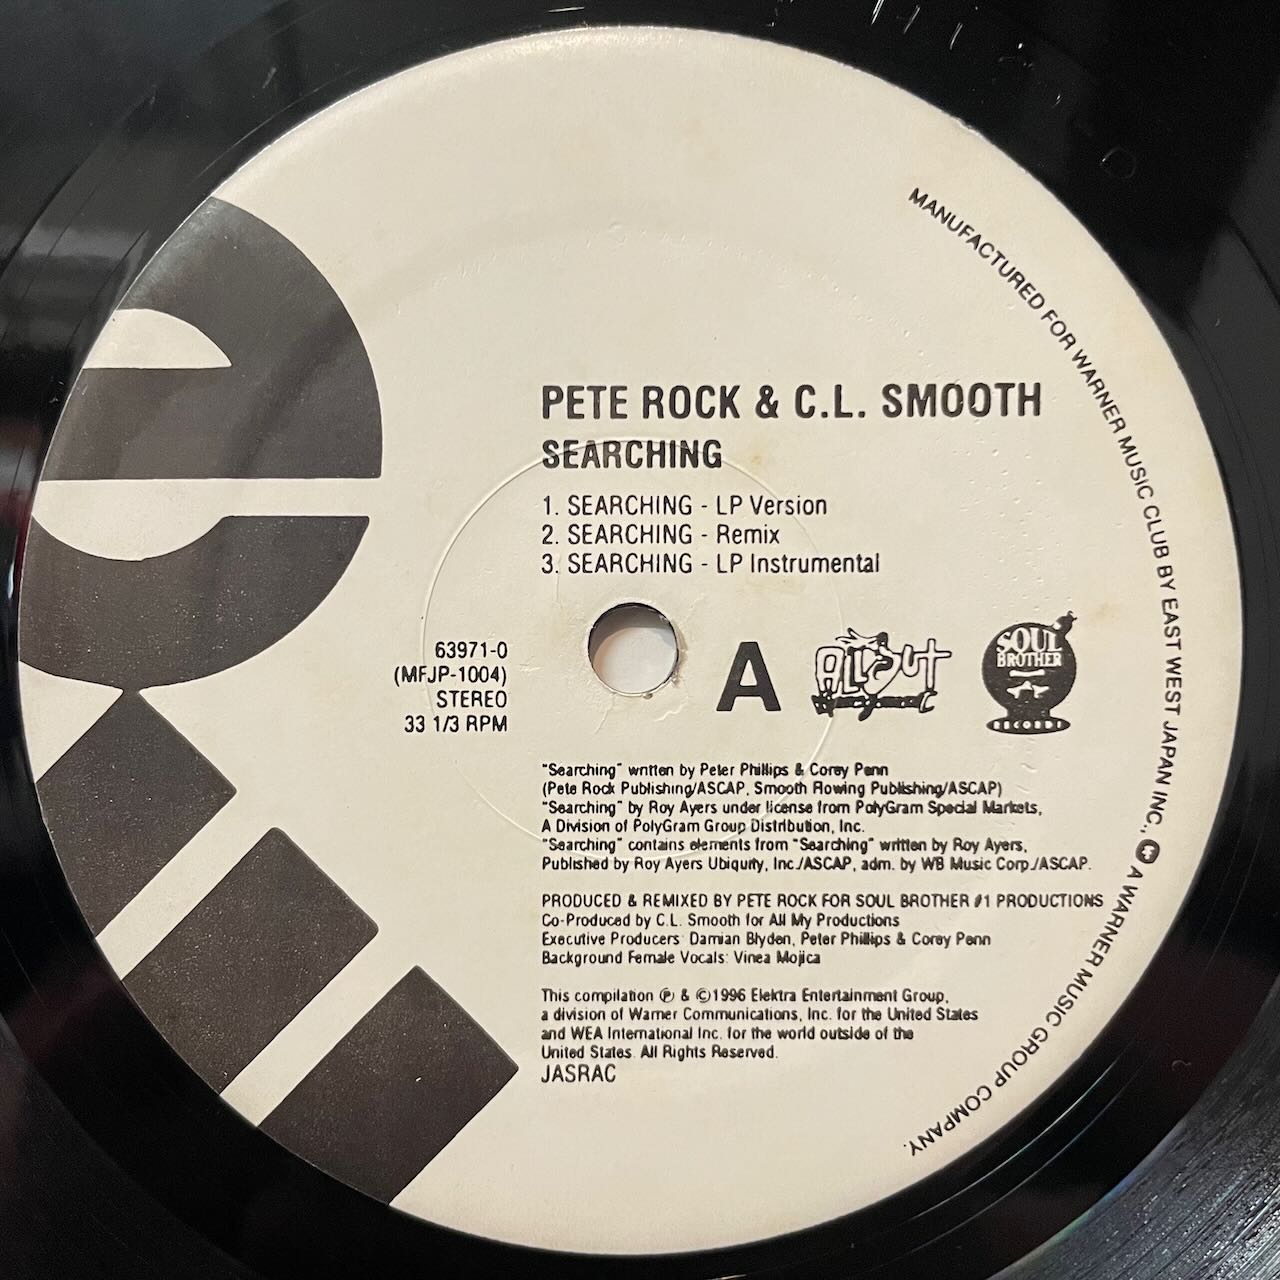 PETE ROCK & C.L. SMOOTH
SEARCHING
1. SEARCHING - LP Version
2. SEARCHING - Remix
3. SEARCHING - LP Instrumental
63971-0
(MFJP-1004)
STEREO
33 1/3 RPM
A
ALL OUT
SOUL
BROTHER
RECORDS
"Searching" written by Peter Phillips & Corey Penn
(Pete Rock Publishing/ASCAP, Smooth Flowing Publishing/ASCAP)
"Searching" by Roy Ayers under license from PolyGram Special Markets,
A Division of PolyGram Group Distribution, Inc.
"Searching" contains elements from "Searching" written by Roy Ayers,
Published by Roy Ayers Ubiquity, Inc./ASCAP, adm. by WB Music Corp./ASCAP.
PRODUCED & REMIXED BY PETE ROCK FOR SOUL BROTHER #1 PRODUCTIONS
Co-Produced by C.L. Smooth for All My Productions
Executive Producers: Damian Blyden, Peter Phillips & Corey Penn
Background Female Vocals: Vinea Mojica
This compilation ℗ & ©1996 Elektra Entertainment Group,
a division of Warner Communications, Inc. for the United States
and WEA International Inc. for the world outside of the
United States. All Rights Reserved.
JASRAC
MANUFACTURED FOR WARNER MUSIC CLUB BY EAST WEST JAPAN INC., A WARNER MUSIC GROUP COMPANY.